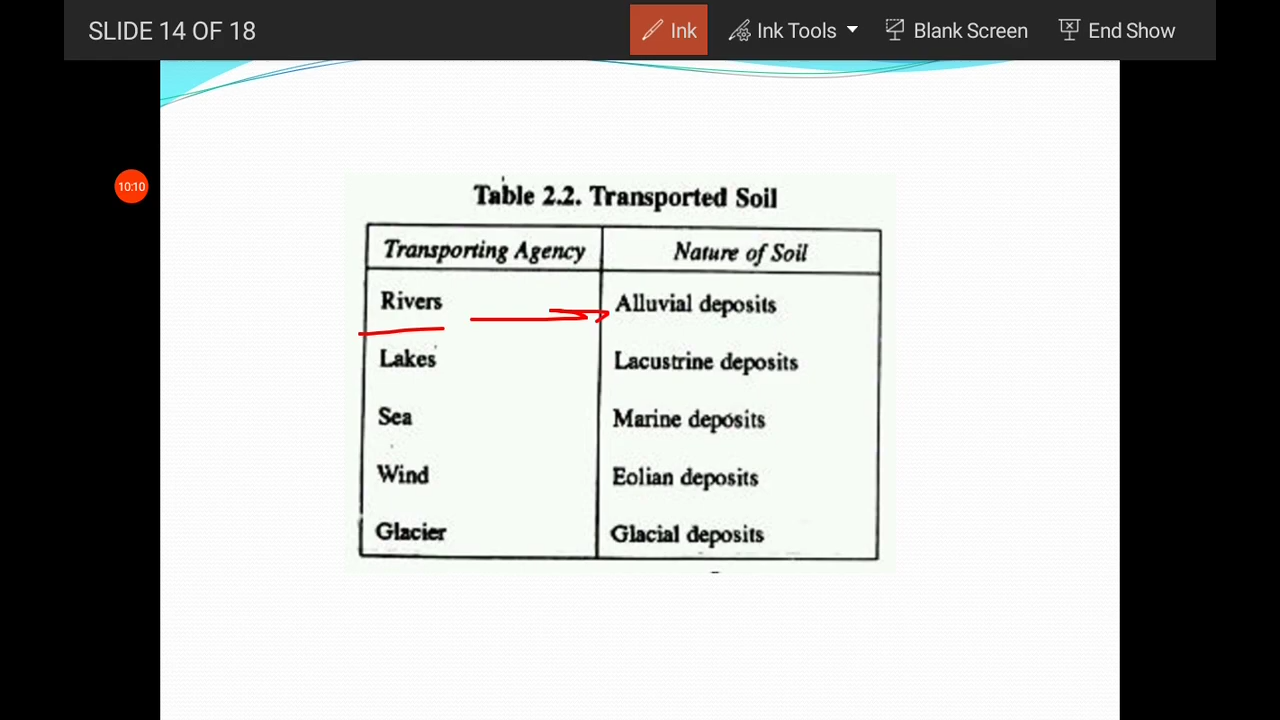 SLIDE 14 OF 18
Ink
Ink Tools
Blank Screen
End Show
10:10
Table 2.2. Transported Soil
Transporting Agency Nature of Soil
Rivers Alluvial deposits
Lakes Lacustrine deposits
Sea Marine deposits
Wind Eolian deposits
Glacier Glacial deposits